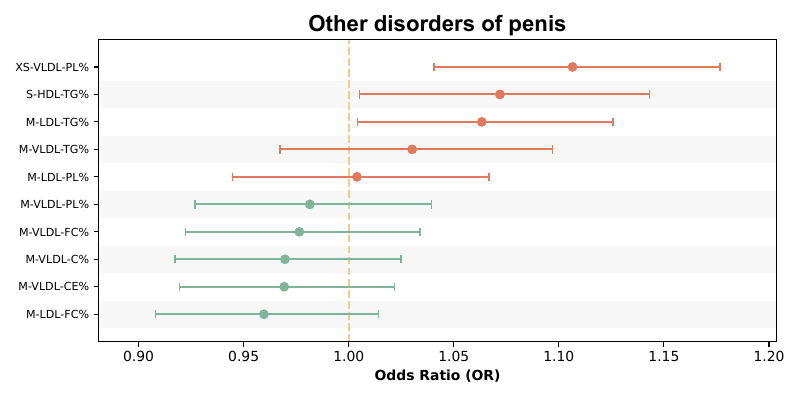 Other disorders of penis
XS-VLDL-PL%
S-HDL-TG%
M-LDL-TG%
M-VLDL-TG%
M-LDL-PL%
M-VLDL-PL%
M-VLDL-FC%
M-VLDL-C%
M-VLDL-CE%
M-LDL-FC%
0.90 0.95 1.00 1.05 1.10 1.15 1.20
Odds Ratio (OR)